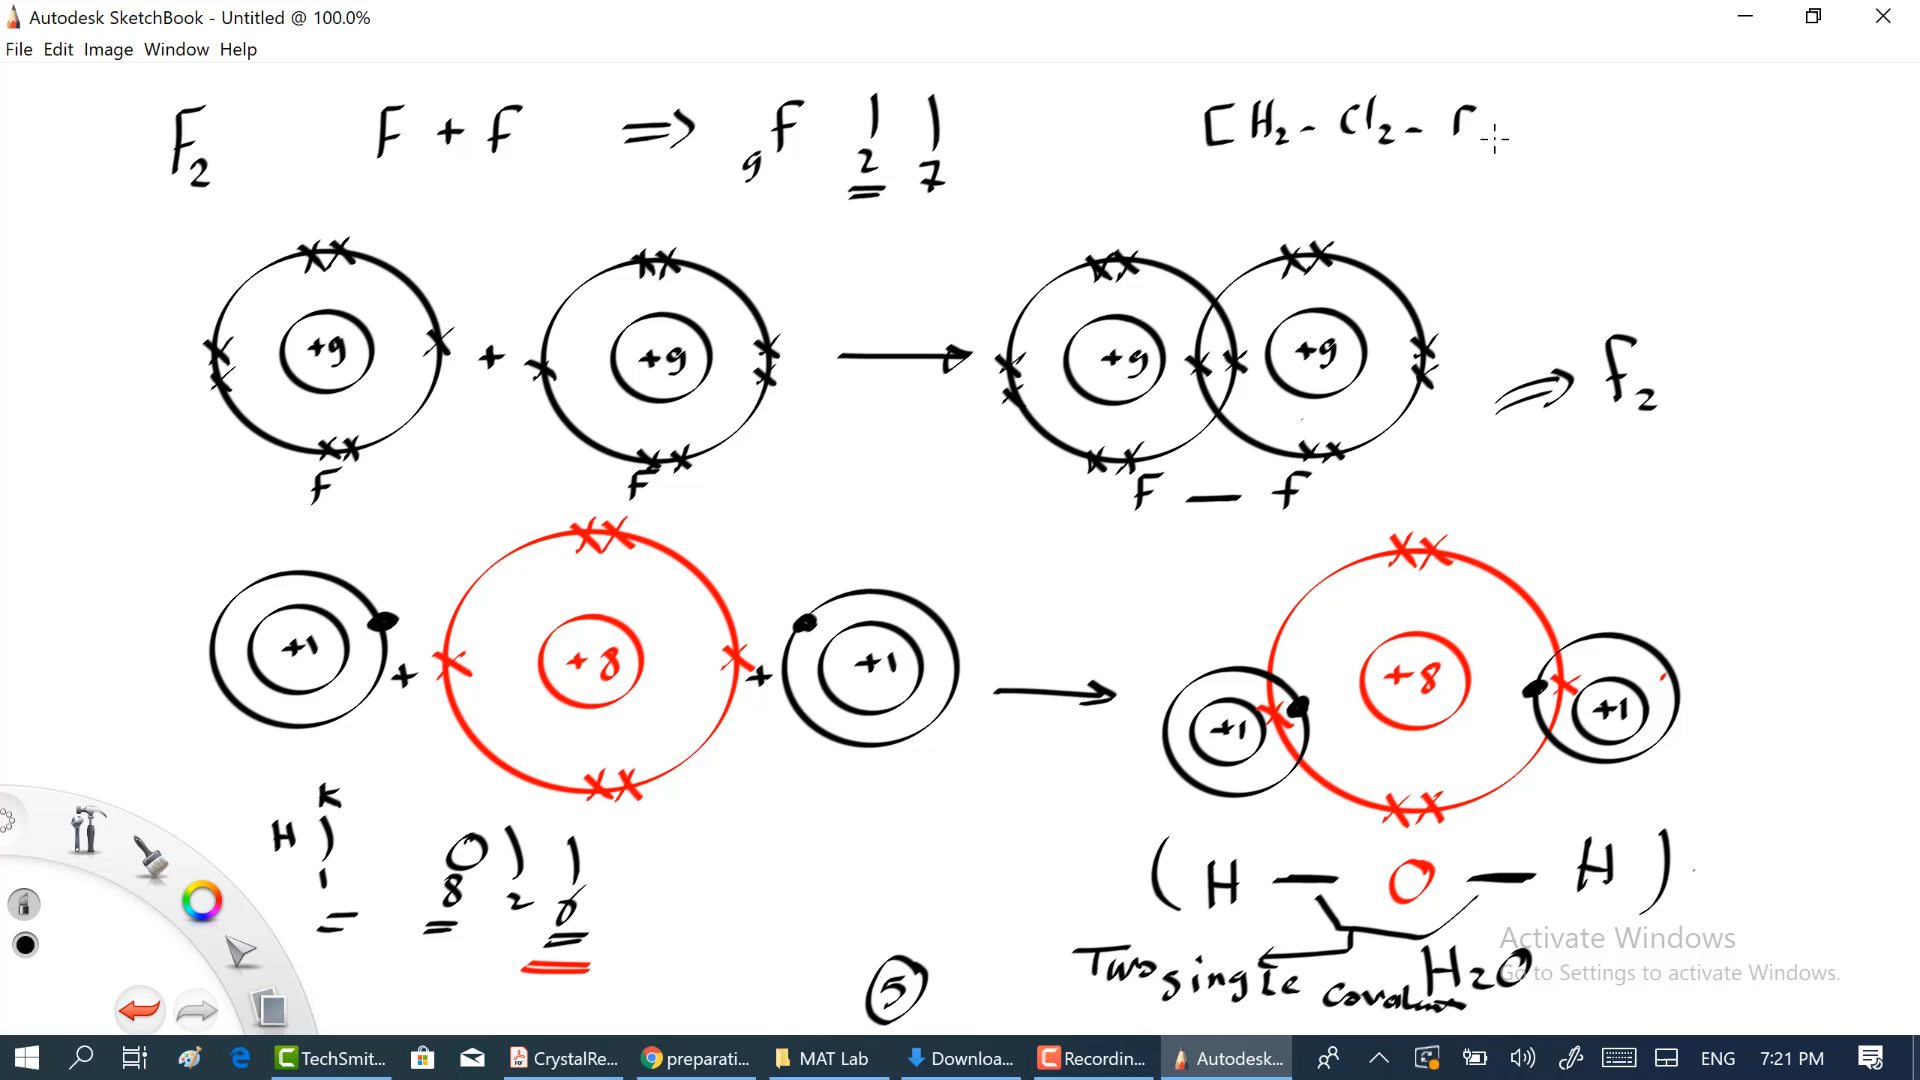 Autodesk SketchBook - Untitled @ 100.0%
File Edit Image Window Help
F2 F + F ⇒ 9F ) )
2 7
[H2 - Cl2 - F
+9 + +9 → +9 +9 ⇒ F2
F F F — F
+1 + +8 + +1 → +1 +8 +1
K
H ) 8O ) )
1 2 6
(H — O — H)
Two single covalent
H2O
5
Activate Windows
Go to Settings to activate Windows.
TechSmit... CrystalRe... preparati... MAT Lab Downloa... Recordin... Autodesk... ENG 7:21 PM